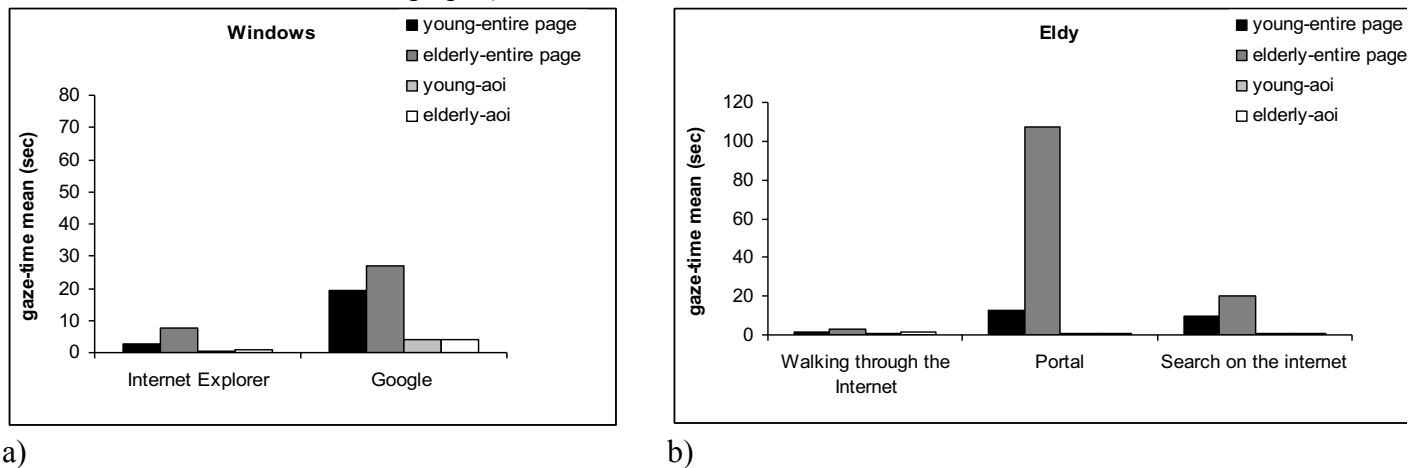 Windows
young-entire page
elderly-entire page
young-aoi
elderly-aoi
gaze-time mean (sec)
80
70
60
50
40
30
20
10
0
Internet Explorer
Google
a)
Eldy
young-entire page
elderly-entire page
young-aoi
elderly-aoi
gaze-time mean (sec)
120
100
80
60
40
20
0
Walking through the
Internet
Portal
Search on the internet
b)